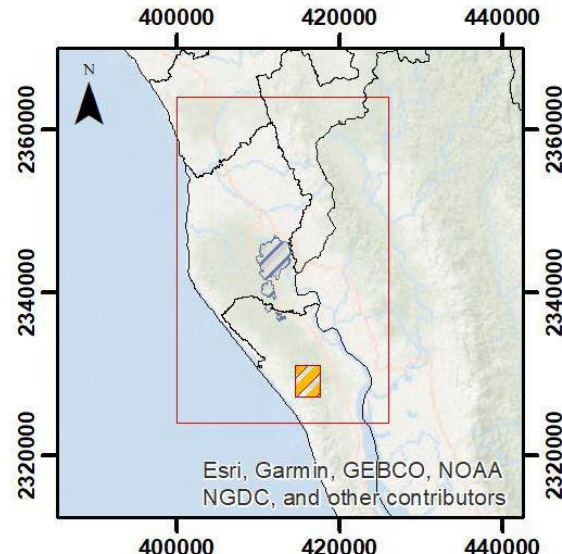 400000 420000 440000
N
2360000 2360000
2340000 2340000
2320000 2320000
Esri, Garmin, GEBCO, NOAA
NGDC, and other contributors
400000 420000 440000